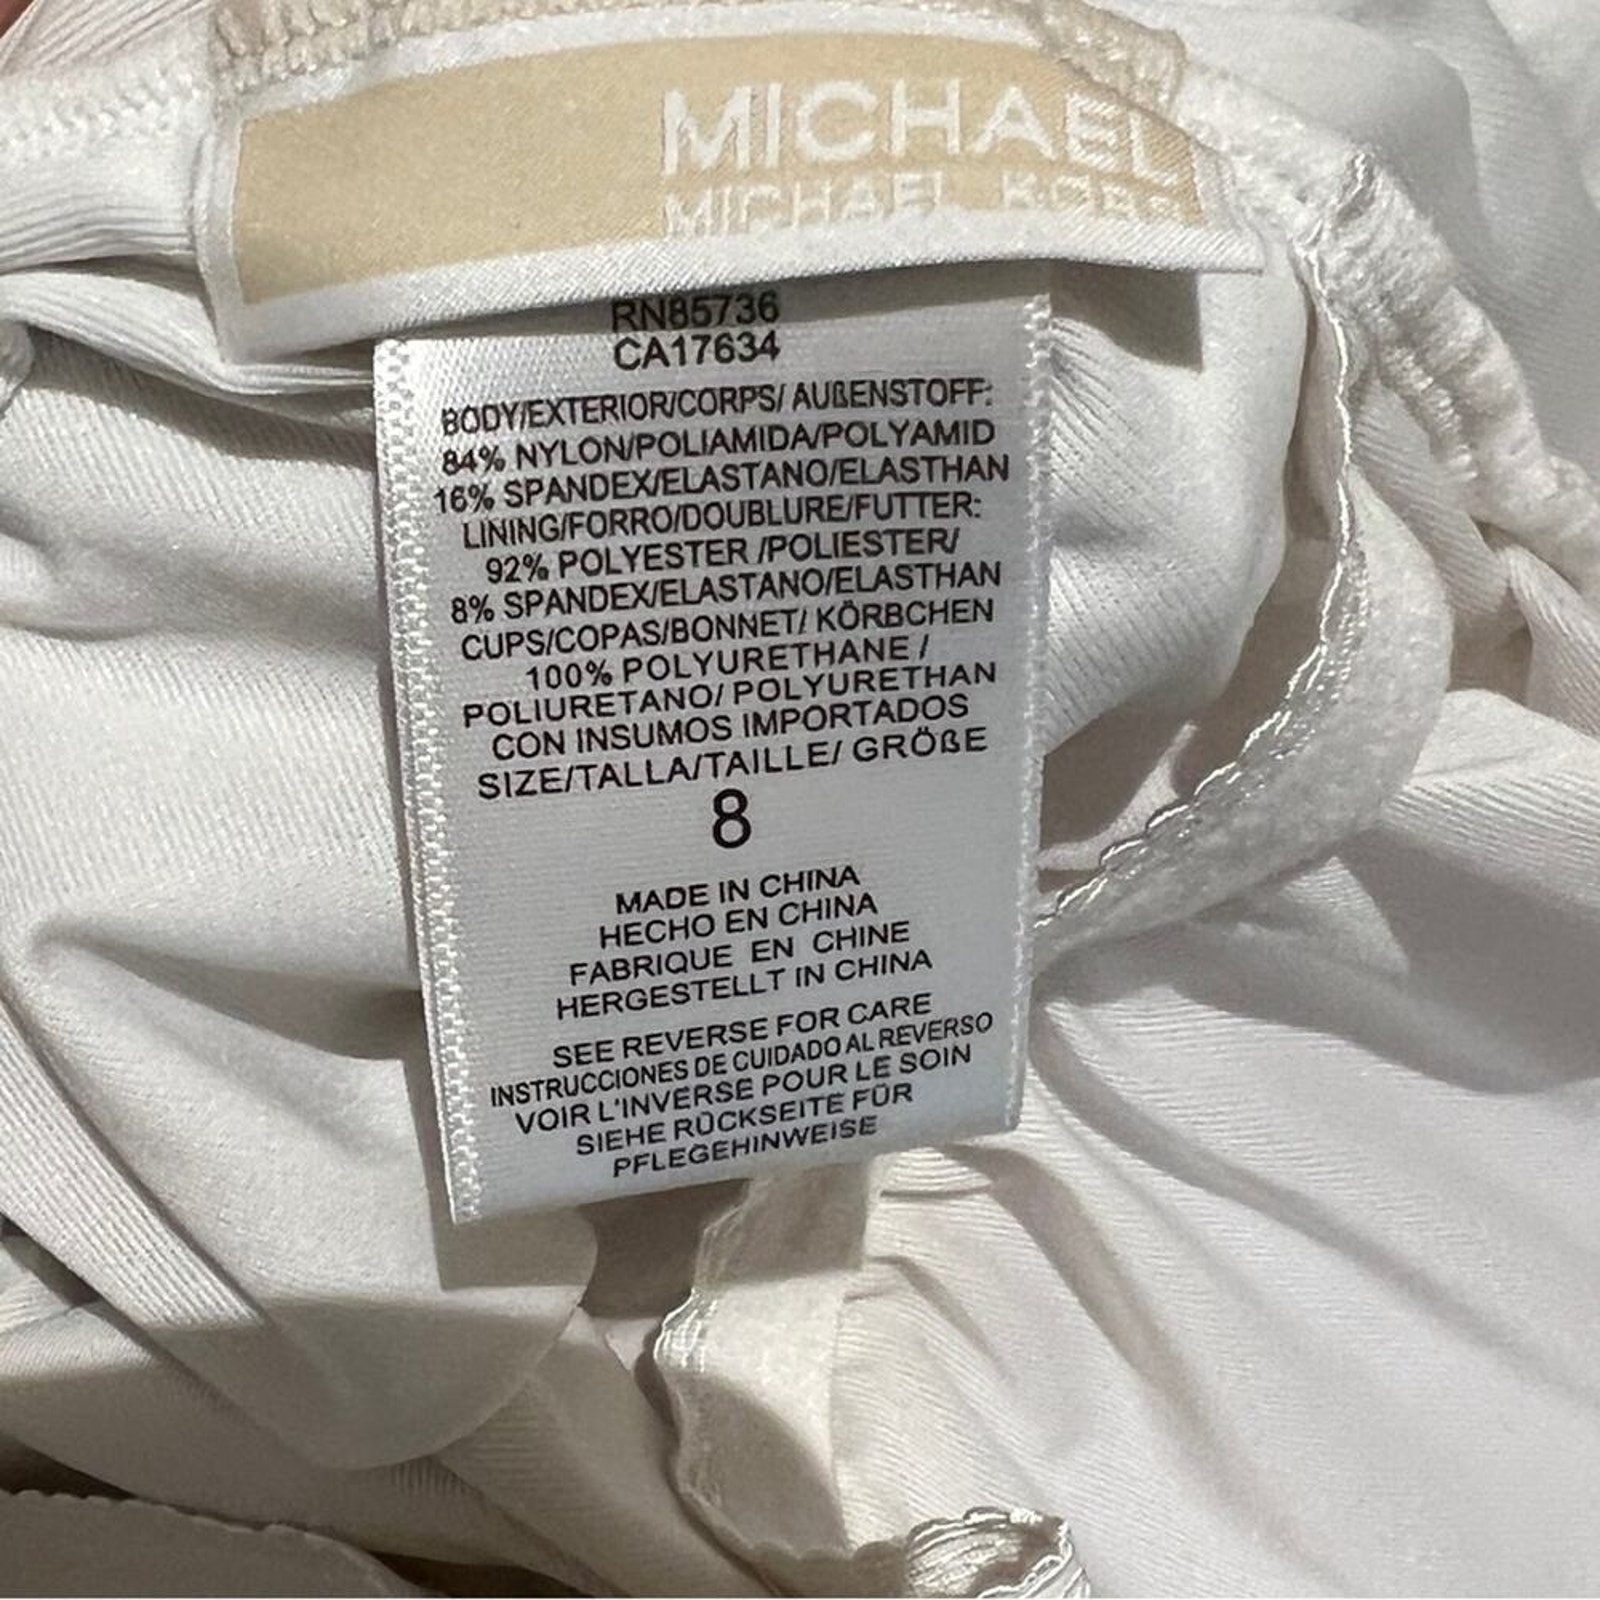 MICHAEL
MICHAEL KORS
RN85736
CA17634
BODY/EXTERIOR/CORPS/ AUßENSTOFF:
84% NYLON/POLIAMIDA/POLYAMID
16% SPANDEX/ELASTANO/ELASTHAN
LINING/FORRO/DOUBLURE/FUTTER:
92% POLYESTER /POLIESTER/
8% SPANDEX/ELASTANO/ELASTHAN
CUPS/COPAS/BONNET/ KÖRBCHEN
100% POLYURETHANE /
POLIURETANO/ POLYURETHAN
CON INSUMOS IMPORTADOS
SIZE/TALLA/TAILLE/ GRÖßE
8
MADE IN CHINA
HECHO EN CHINA
FABRIQUE EN CHINE
HERGESTELLT IN CHINA
SEE REVERSE FOR CARE
INSTRUCCIONES DE CUIDADO AL REVERSO
VOIR L'INVERSE POUR LE SOIN
SIEHE RÜCKSEITE FÜR
PFLEGEHINWEISE